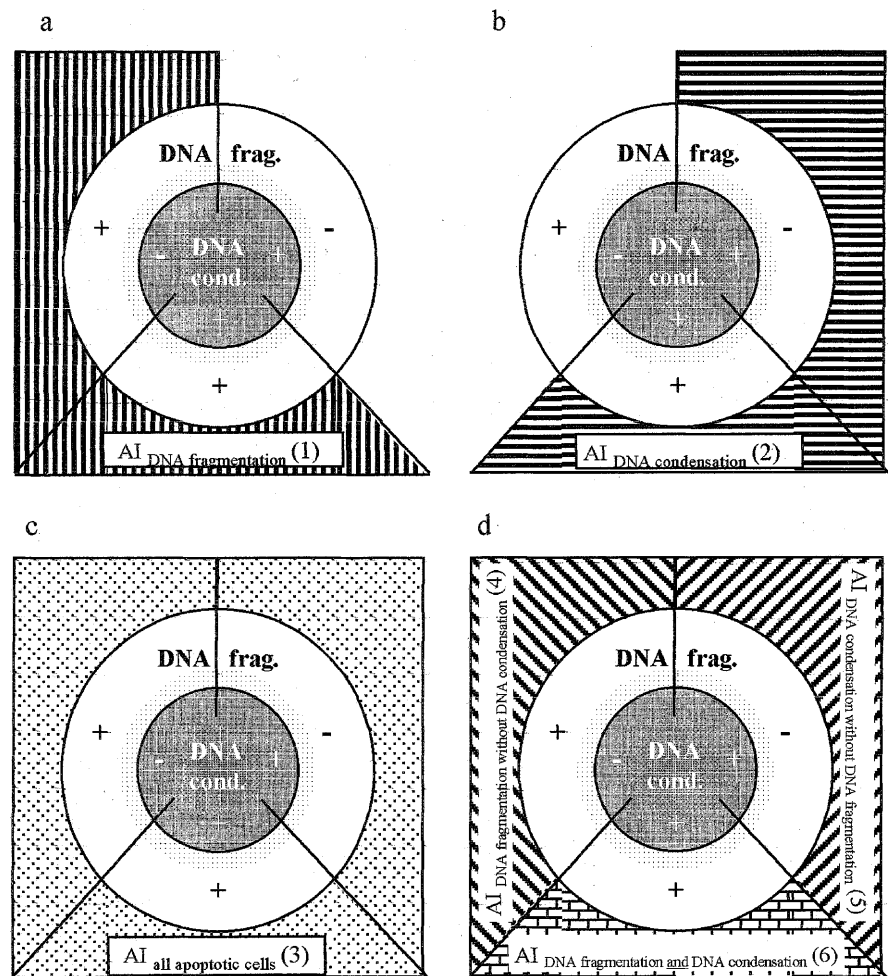 a
DNA frag.
+ -
- DNA +
cond.
+
+
AI DNA fragmentation (1)
b
DNA frag.
+ -
- DNA +
cond.
+
+
AI DNA condensation (2)
c
DNA frag.
+ -
- DNA +
cond.
+
+
AI all apoptotic cells (3)
d
AI DNA fragmentation without DNA condensation (4)
DNA frag.
+ -
- DNA +
cond.
+
+
AI DNA condensation without DNA fragmentation (5)
AI DNA fragmentation and DNA condensation (6)